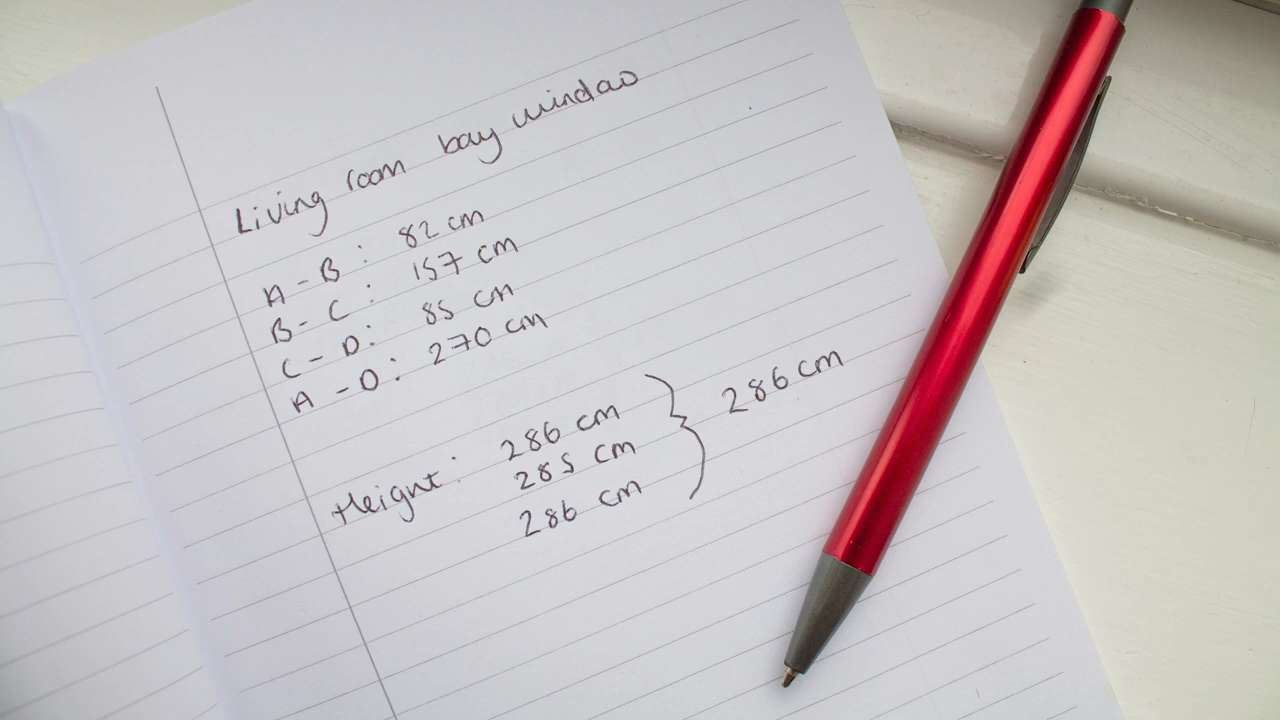 Living room bay window
A - B : 82 cm
B - C : 157 cm
C - D : 85 cm
A - D : 270 cm
Height : 286 cm
285 cm
286 cm
286 cm